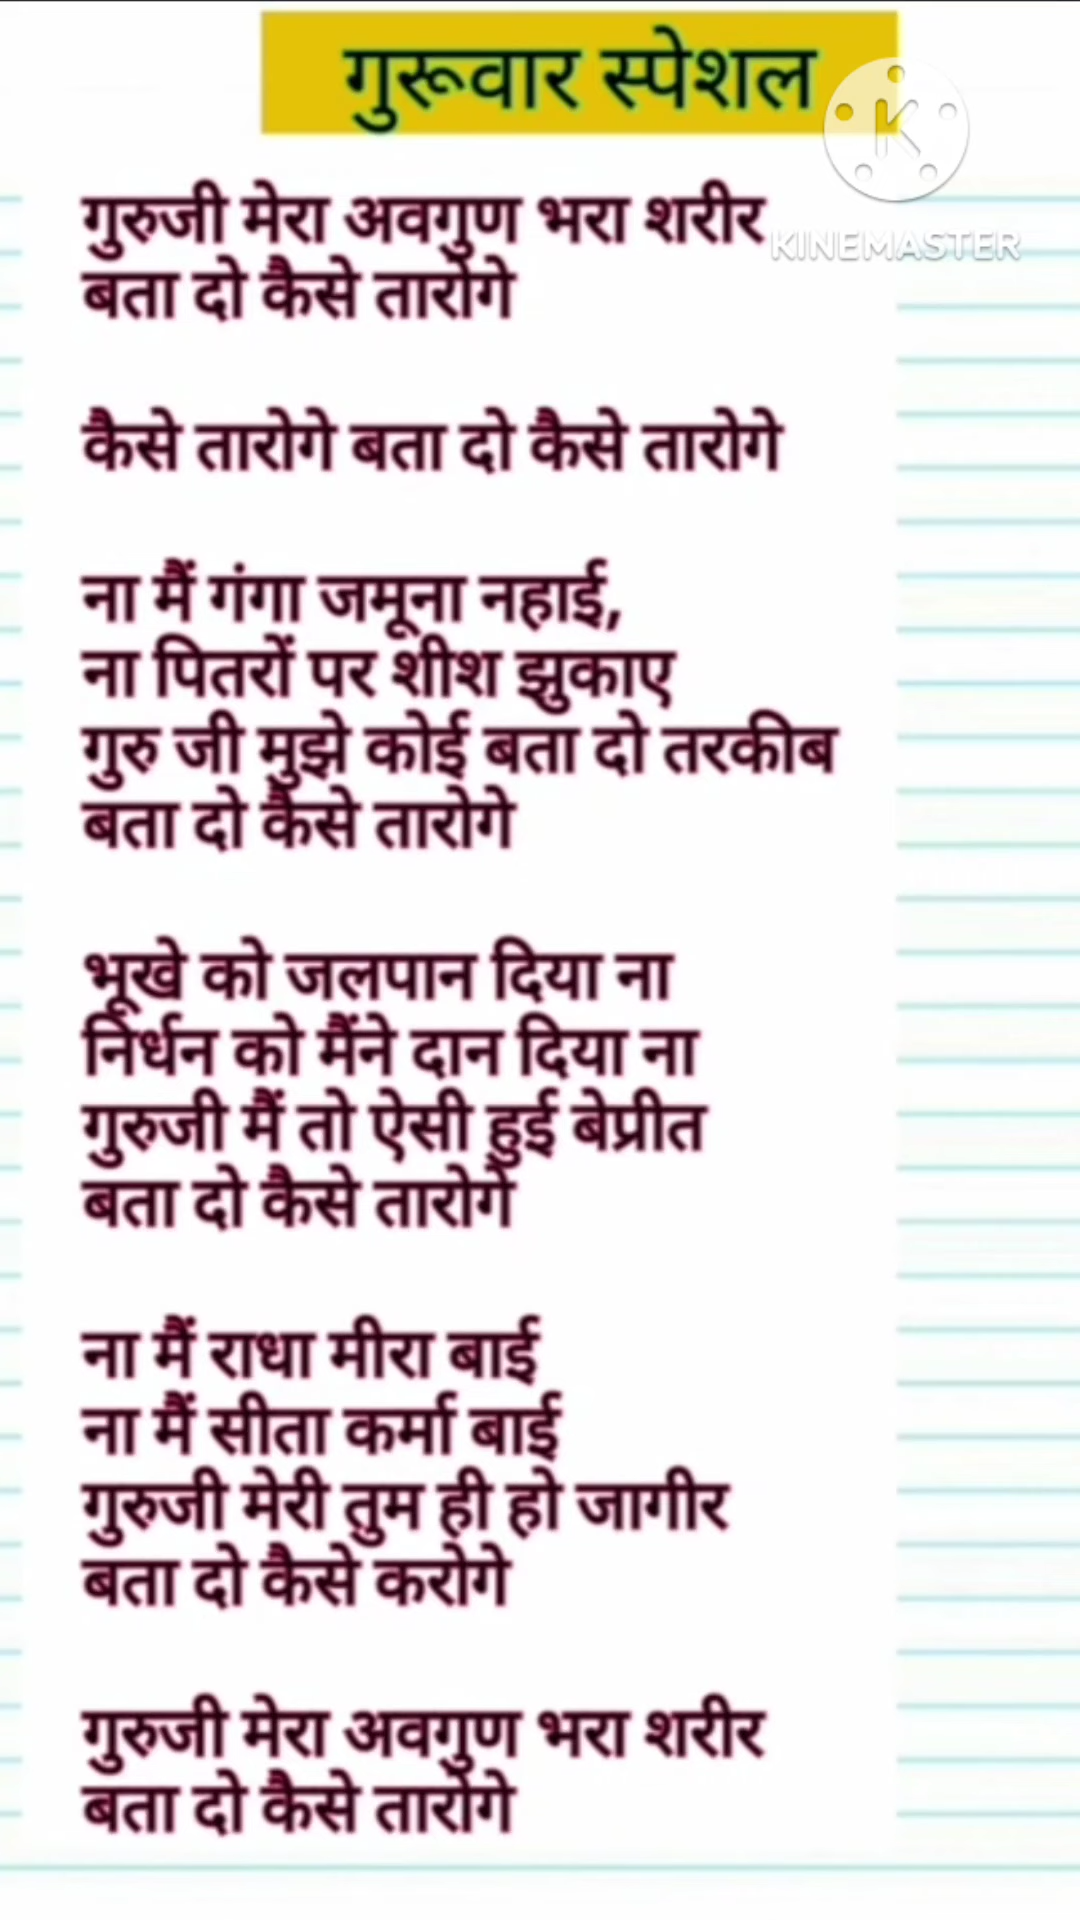 गुरूवार स्पेशल
KINEMASTER
गुरुजी मेरा अवगुण भरा शरीर
बता दो कैसे तारोगे
कैसे तारोगे बता दो कैसे तारोगे
ना मैं गंगा जमूना नहाई,
ना पितरों पर शीश झुकाए
गुरु जी मुझे कोई बता दो तरकीब
बता दो कैसे तारोगे
भूखे को जलपान दिया ना
निर्धन को मैंने दान दिया ना
गुरुजी मैं तो ऐसी हुई बेप्रीत
बता दो कैसे तारोगे
ना मैं राधा मीरा बाई
ना मैं सीता कर्मा बाई
गुरुजी मेरी तुम ही हो जागीर
बता दो कैसे करोगे
गुरुजी मेरा अवगुण भरा शरीर
बता दो कैसे तारोगे